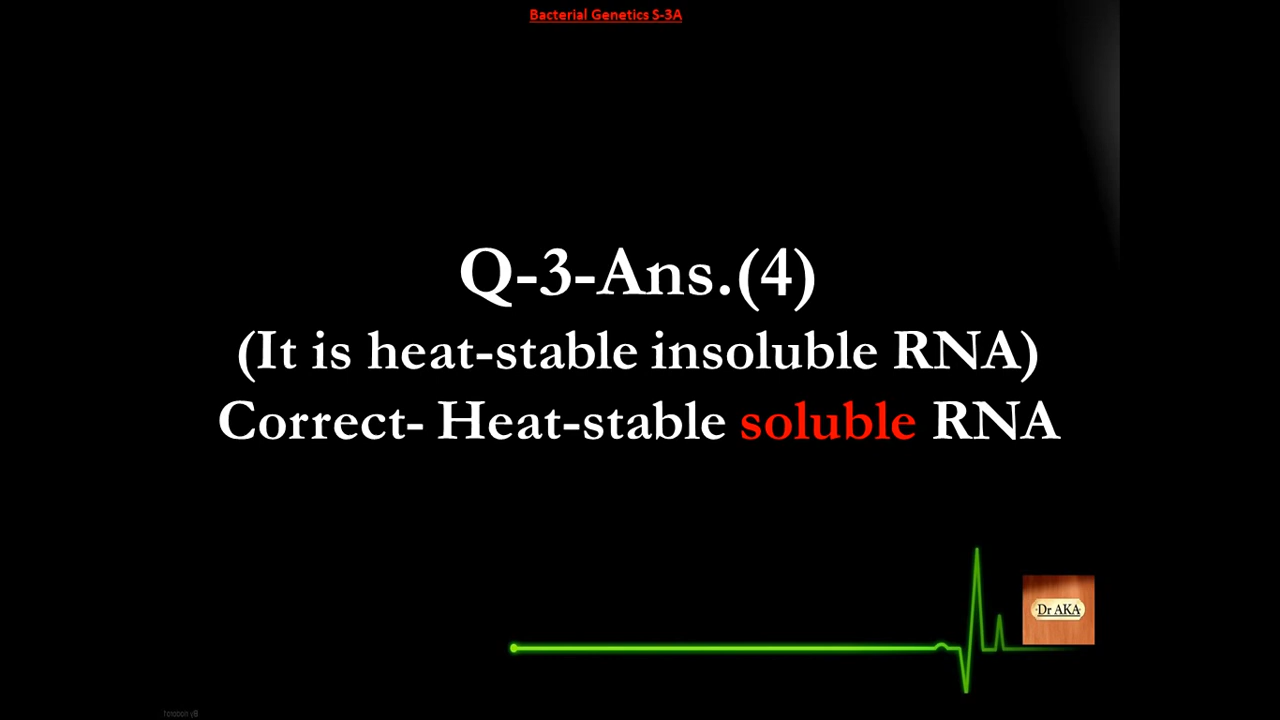 Bacterial Genetics S-3A
Q-3-Ans.(4)
(It is heat-stable insoluble RNA)
Correct- Heat-stable soluble RNA
Dr AKA